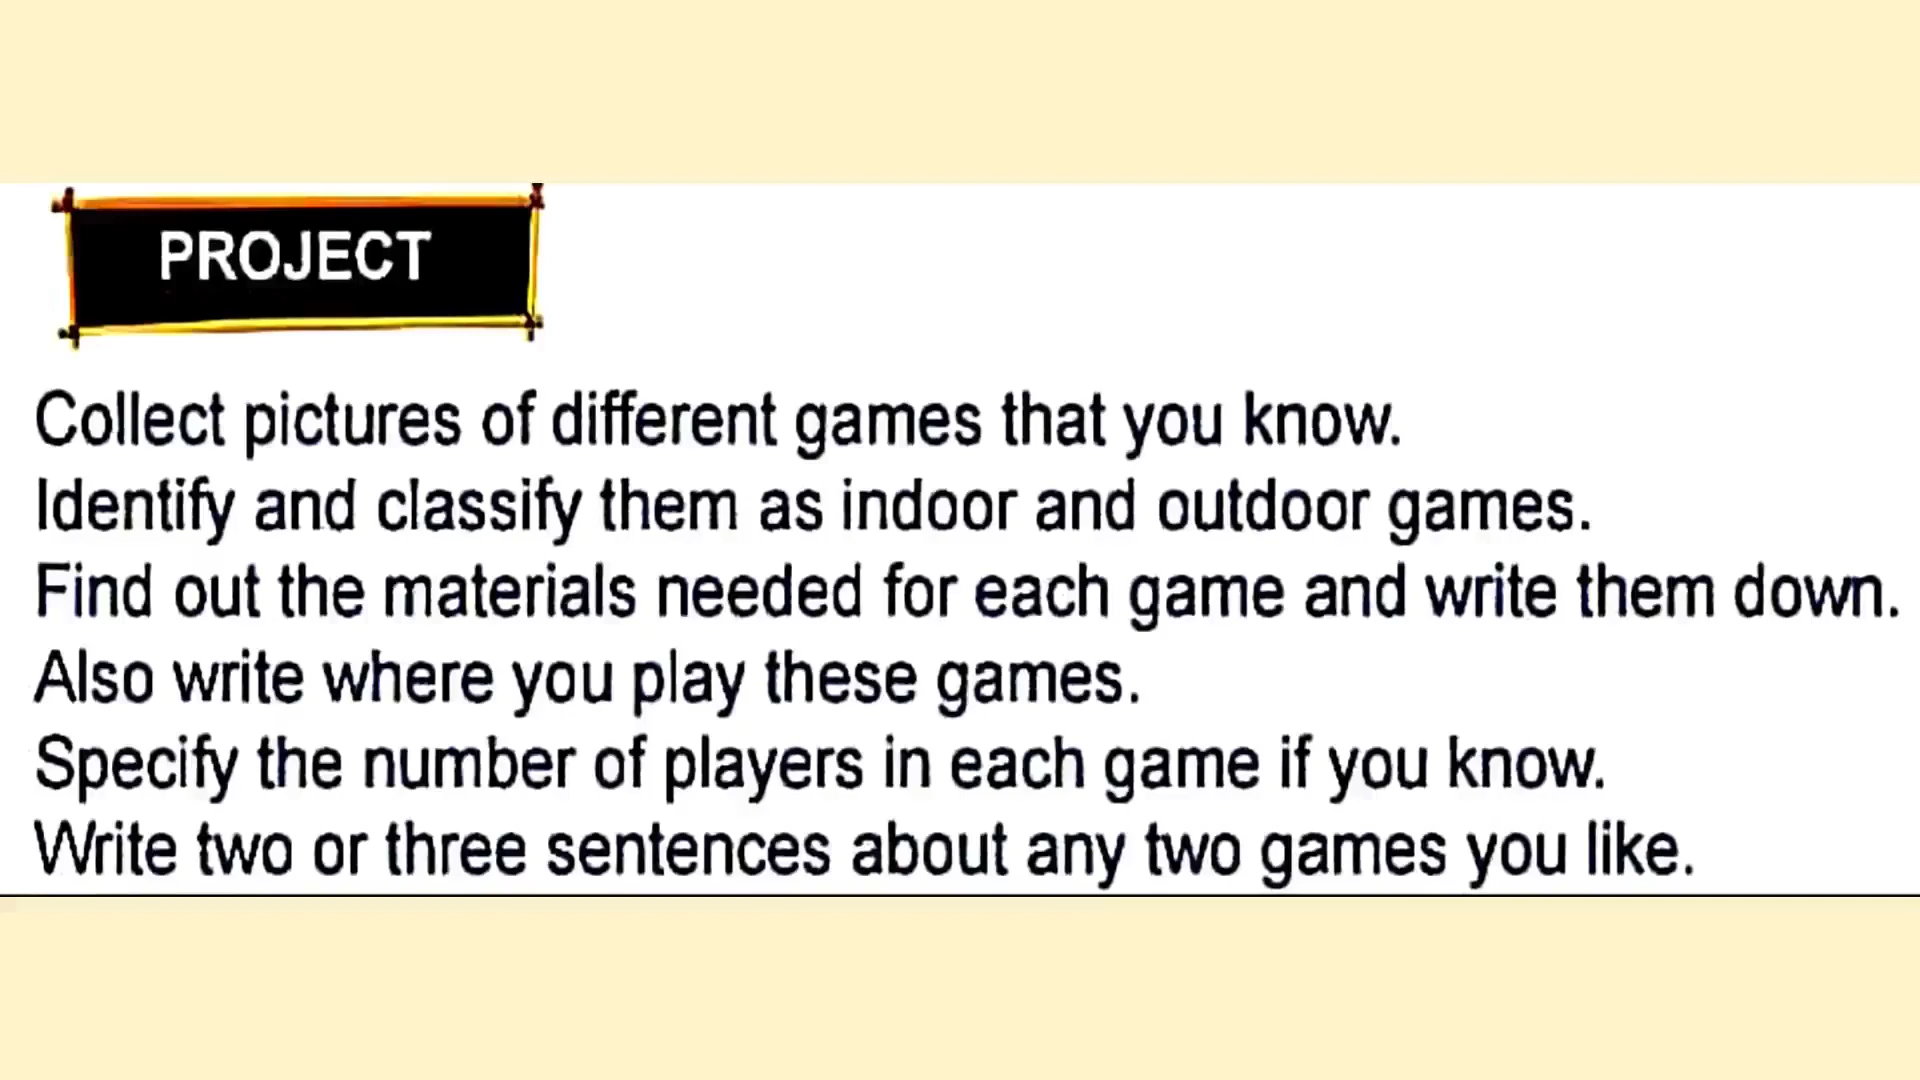 PROJECT
Collect pictures of different games that you know.
Identify and classify them as indoor and outdoor games.
Find out the materials needed for each game and write them down.
Also write where you play these games.
Specify the number of players in each game if you know.
Write two or three sentences about any two games you like.